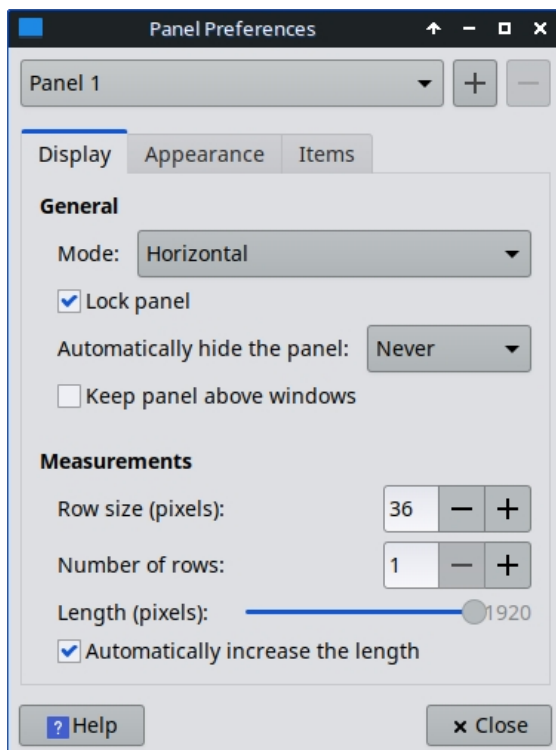 Panel Preferences
Panel 1
Display Appearance Items
General
Mode: Horizontal
Lock panel
Automatically hide the panel: Never
Keep panel above windows
Measurements
Row size (pixels): 36
Number of rows: 1
Length (pixels): 1920
Automatically increase the length
? Help × Close